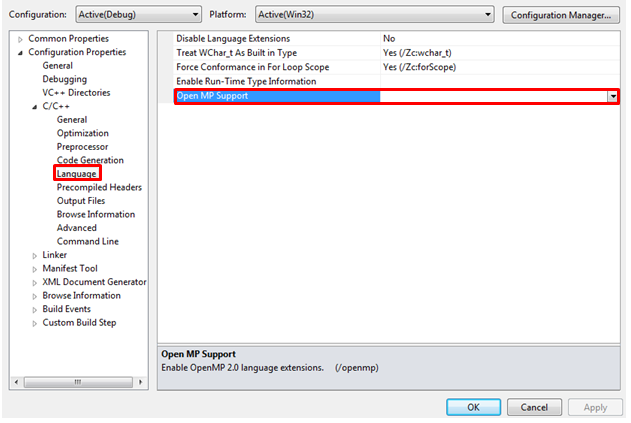 Configuration: Active(Debug) Platform: Active(Win32) Configuration Manager...
Common Properties
Configuration Properties
General
Debugging
VC++ Directories
C/C++
General
Optimization
Preprocessor
Code Generation
Language
Precompiled Headers
Output Files
Browse Information
Advanced
Command Line
Linker
Manifest Tool
XML Document Generator
Browse Information
Build Events
Custom Build Step
Disable Language Extensions No
Treat WChar_t As Built in Type Yes (/Zc:wchar_t)
Force Conformance in For Loop Scope Yes (/Zc:forScope)
Enable Run-Time Type Information
Open MP Support
Open MP Support
Enable OpenMP 2.0 language extensions. (/openmp)
OK Cancel Apply